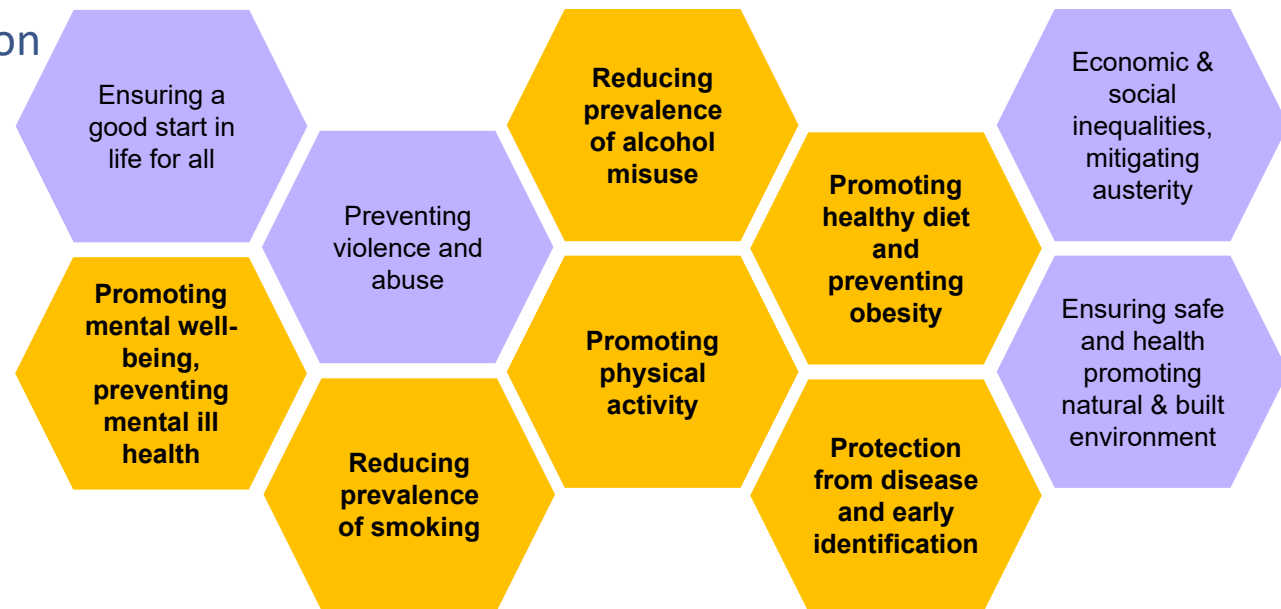 on
Ensuring a
good start in
life for all
Preventing
violence and
abuse
Reducing
prevalence
of alcohol
misuse
Promoting
healthy diet
and
preventing
obesity
Economic &
social
inequalities,
mitigating
austerity
Promoting
mental well-
being,
preventing
mental ill
health
Reducing
prevalence
of smoking
Promoting
physical
activity
Protection
from disease
and early
identification
Ensuring safe
and health
promoting
natural & built
environment